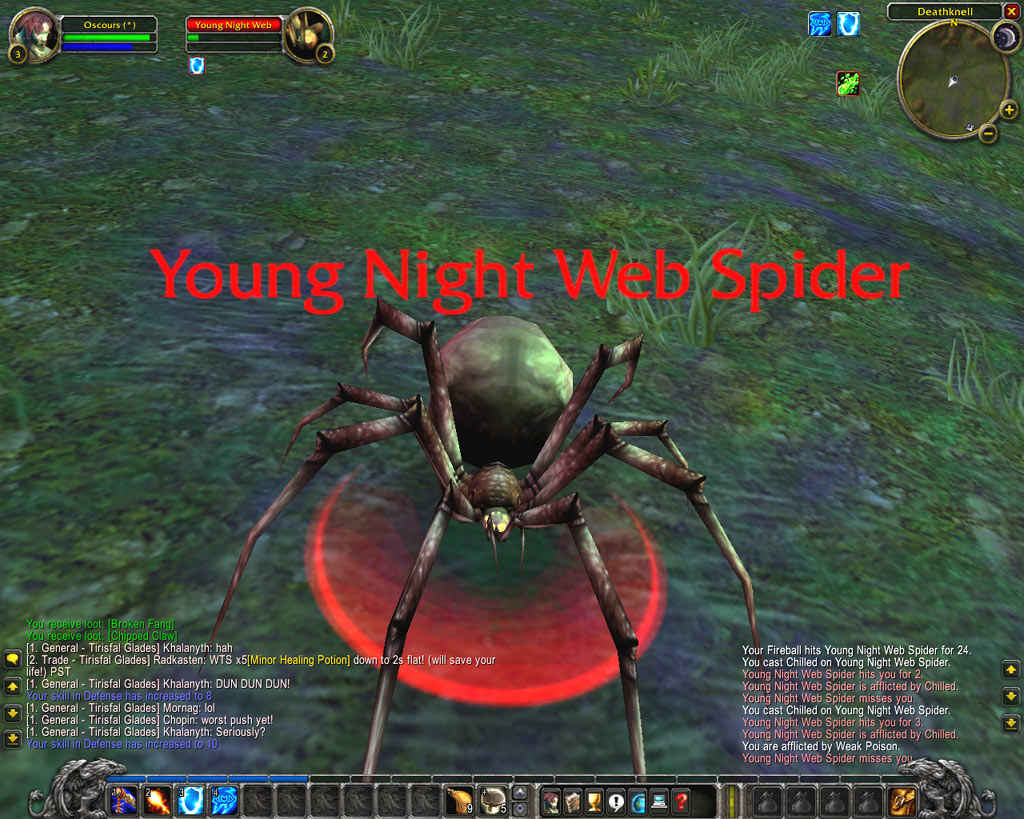 Oscours (*)
3
Young Night Web
2
Deathknell
N
Young Night Web Spider
You receive loot: [Broken Fang]
You receive loot: [Chipped Claw]
[1. General - Tirisfal Glades] Khalanyth: hah
[2. Trade - Tirisfal Glades] Radkasten: WTS x5[Minor Healing Potion] down to 2s flat! (will save your
life!) PST
[1. General - Tirisfal Glades] Khalanyth: DUN DUN DUN!
Your skill in Defense has increased to 8
[1. General - Tirisfal Glades] Mornag: lol
[1. General - Tirisfal Glades] Chopin: worst push yet!
[1. General - Tirisfal Glades] Khalanyth: Seriously?
Your skill in Defense has increased to 10
Your Fireball hits Young Night Web Spider for 24.
You cast Chilled on Young Night Web Spider.
Young Night Web Spider hits you for 2.
Young Night Web Spider is afflicted by Chilled.
Young Night Web Spider misses you.
You cast Chilled on Young Night Web Spider.
Young Night Web Spider hits you for 3.
Young Night Web Spider is afflicted by Chilled.
You are afflicted by Weak Poison.
Young Night Web Spider misses you.
1 2 3 4 9 5